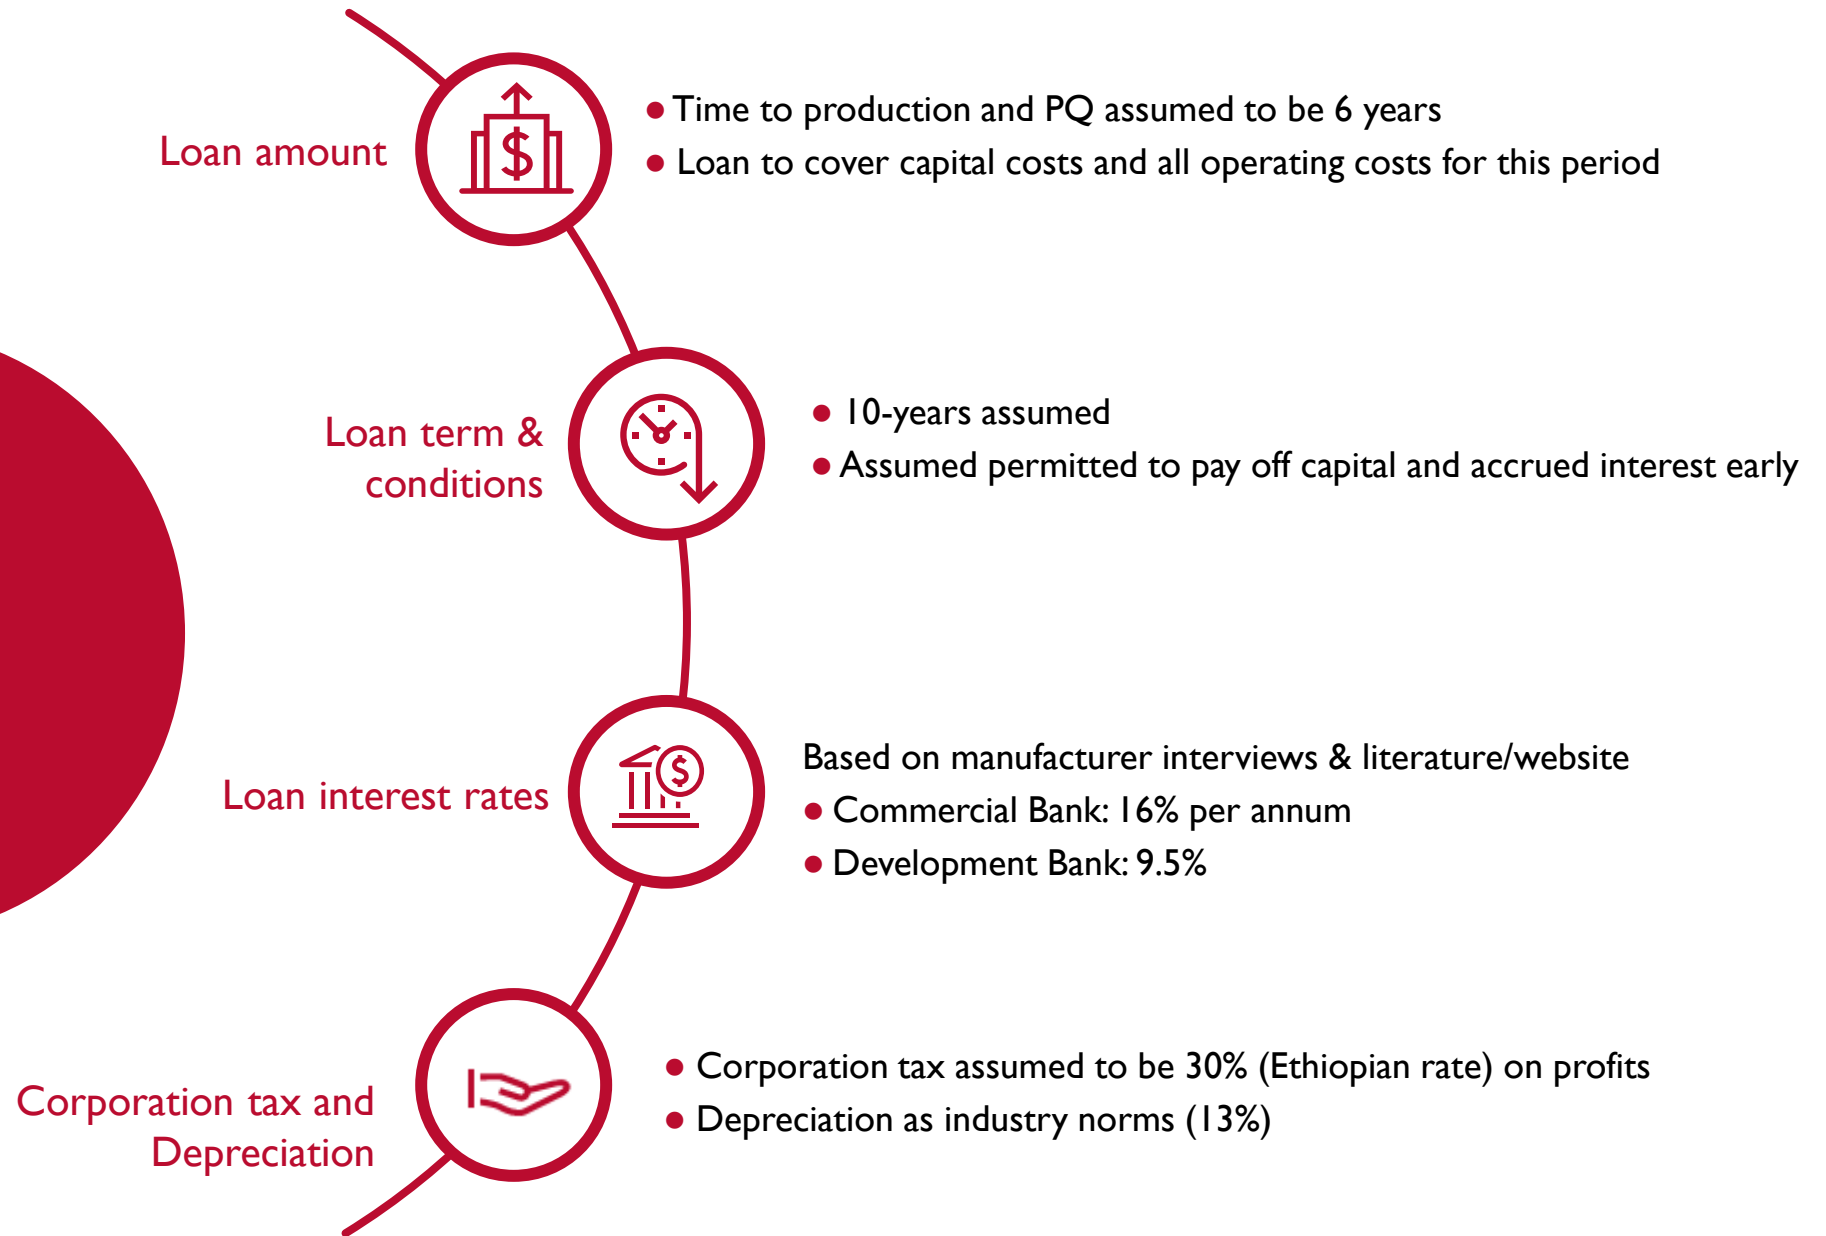 Loan amount
● Time to production and PQ assumed to be 6 years
● Loan to cover capital costs and all operating costs for this period
Loan term &
conditions
● 10-years assumed
● Assumed permitted to pay off capital and accrued interest early
Loan interest rates
Based on manufacturer interviews & literature/website
● Commercial Bank: 16% per annum
● Development Bank: 9.5%
Corporation tax and
Depreciation
● Corporation tax assumed to be 30% (Ethiopian rate) on profits
● Depreciation as industry norms (13%)